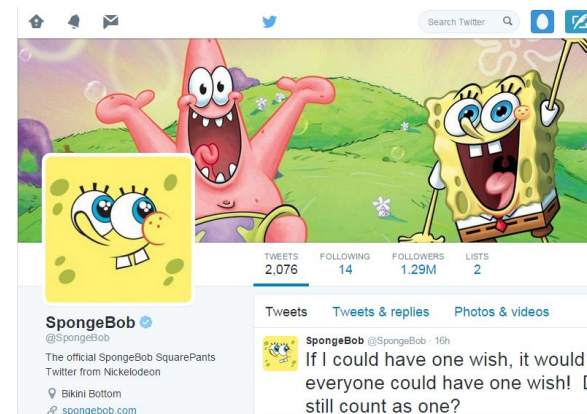 Search Twitter
TWEETS FOLLOWING FOLLOWERS LISTS
2,076 14 1.29M 2
SpongeBob
@SpongeBob
The official SpongeBob SquarePants
Twitter from Nickelodeon
Bikini Bottom
spongebob.com
Tweets Tweets & replies Photos & videos
SpongeBob @SpongeBob · 16h
If I could have one wish, it would
everyone could have one wish!
still count as one?